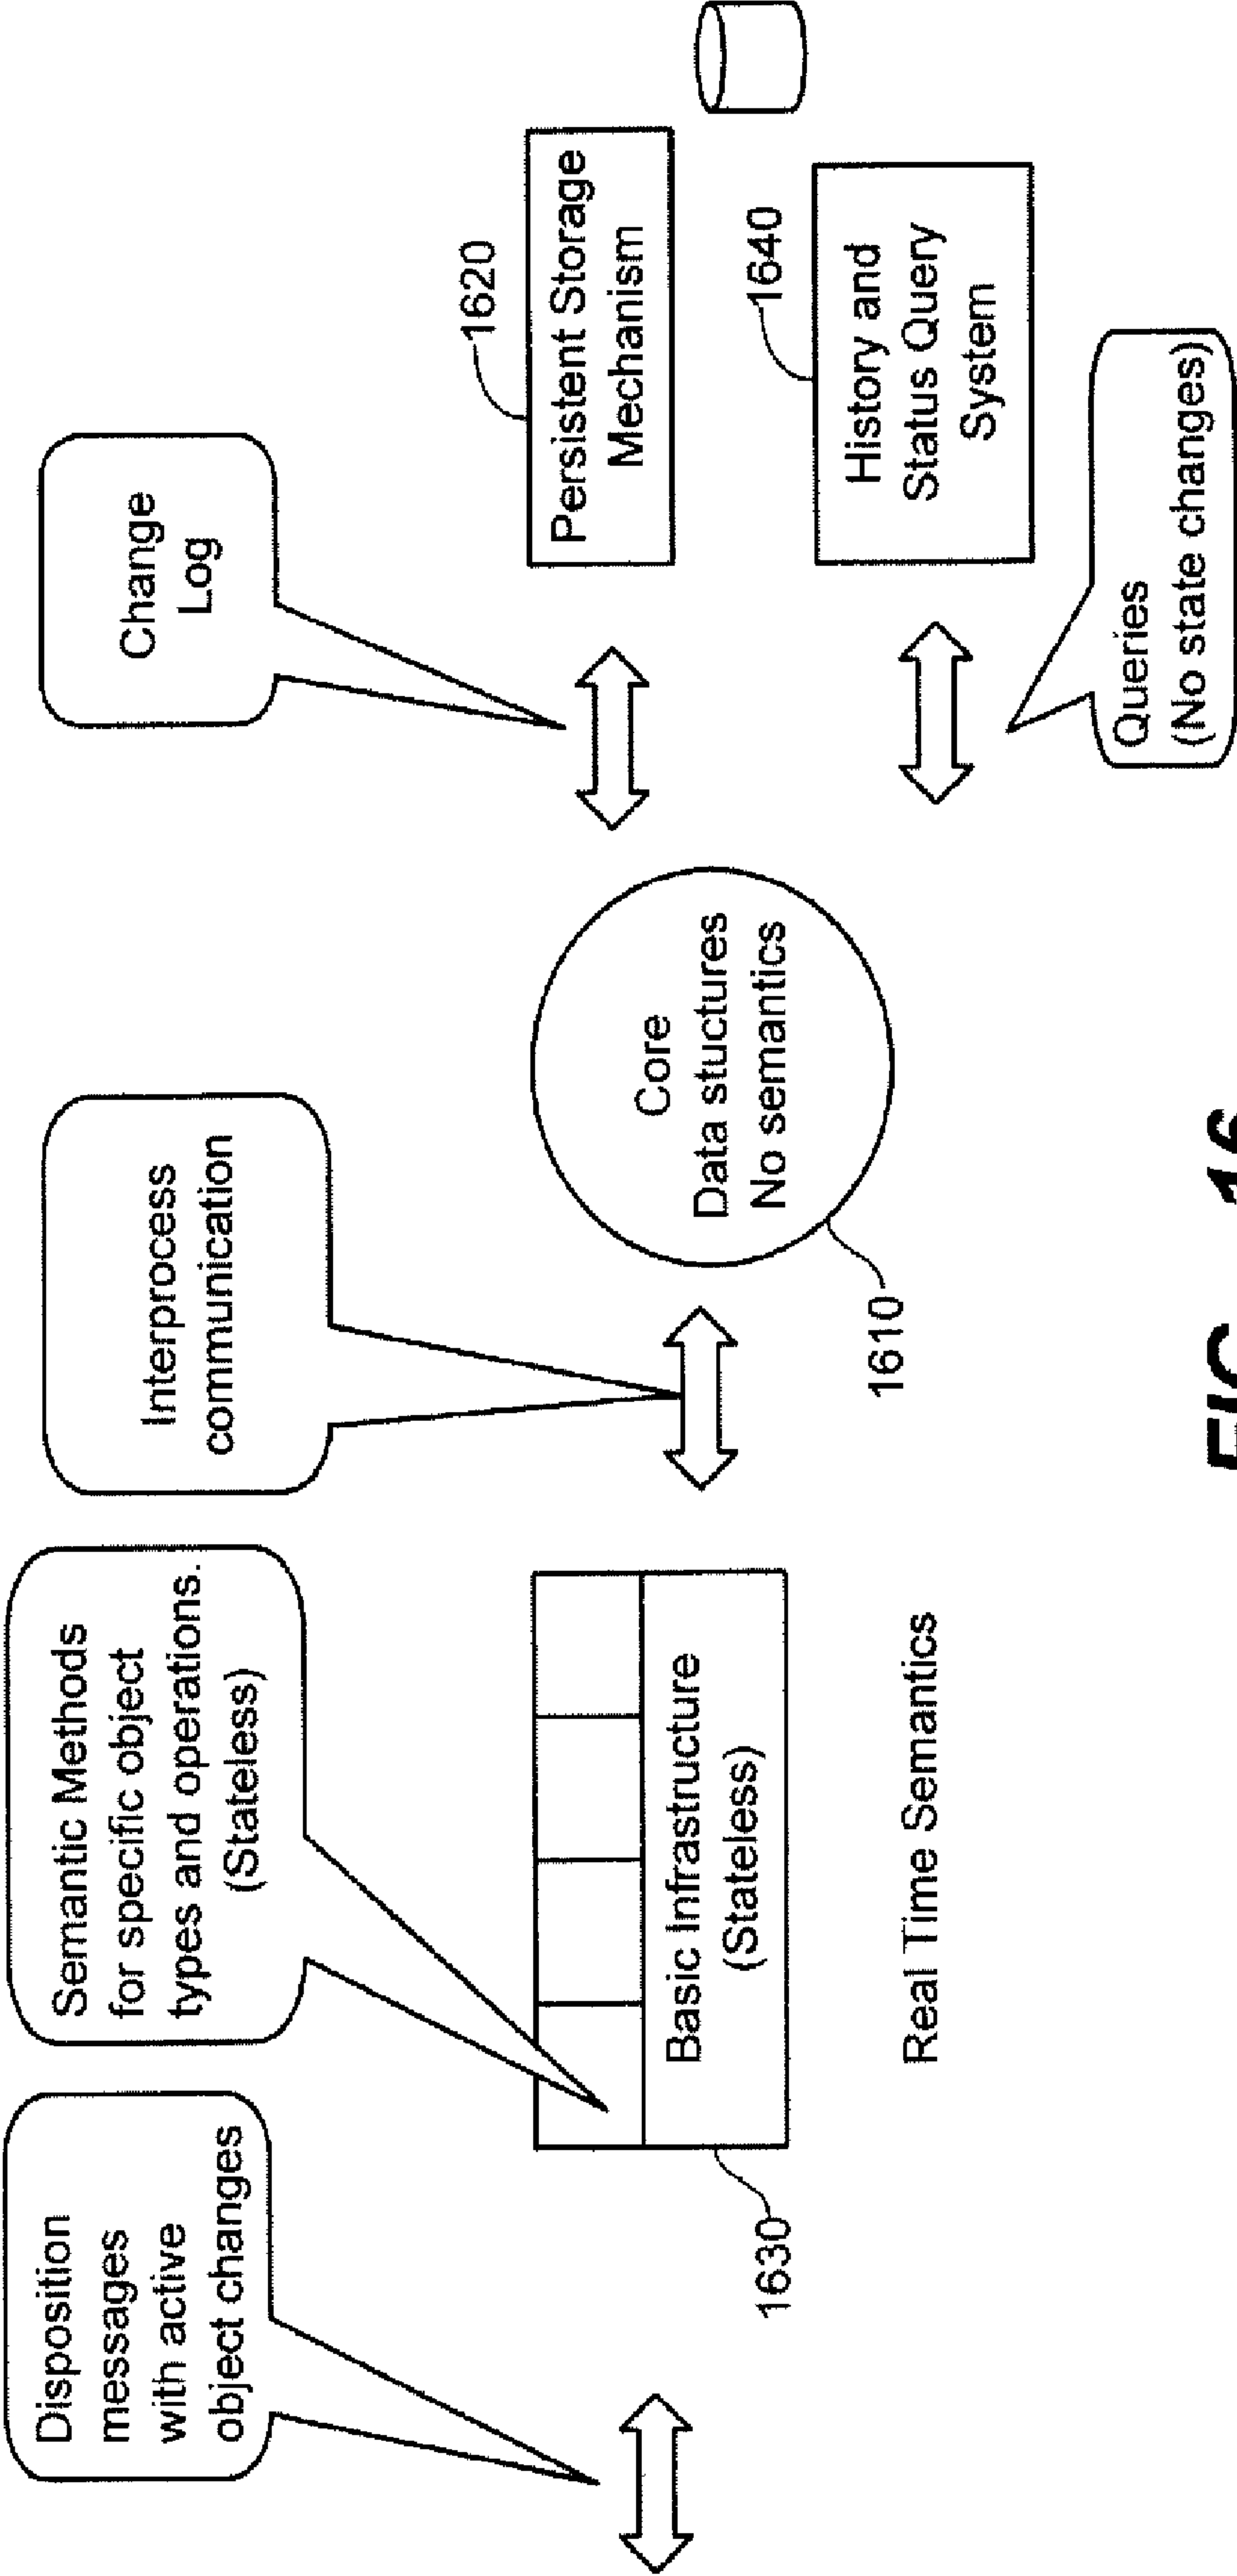 Disposition
messages
with active
object changes
Semantic Methods
for specific object
types and operations.
(Stateless)
Interprocess
communication
Change
Log
1630
Basic Infrastructure
(Stateless)
Real Time Semantics
1610
Core
Data stuctures
No semantics
1620
Persistent Storage
Mechanism
1640
History and
Status Query
System
Queries
(No state changes)
FIG. 16